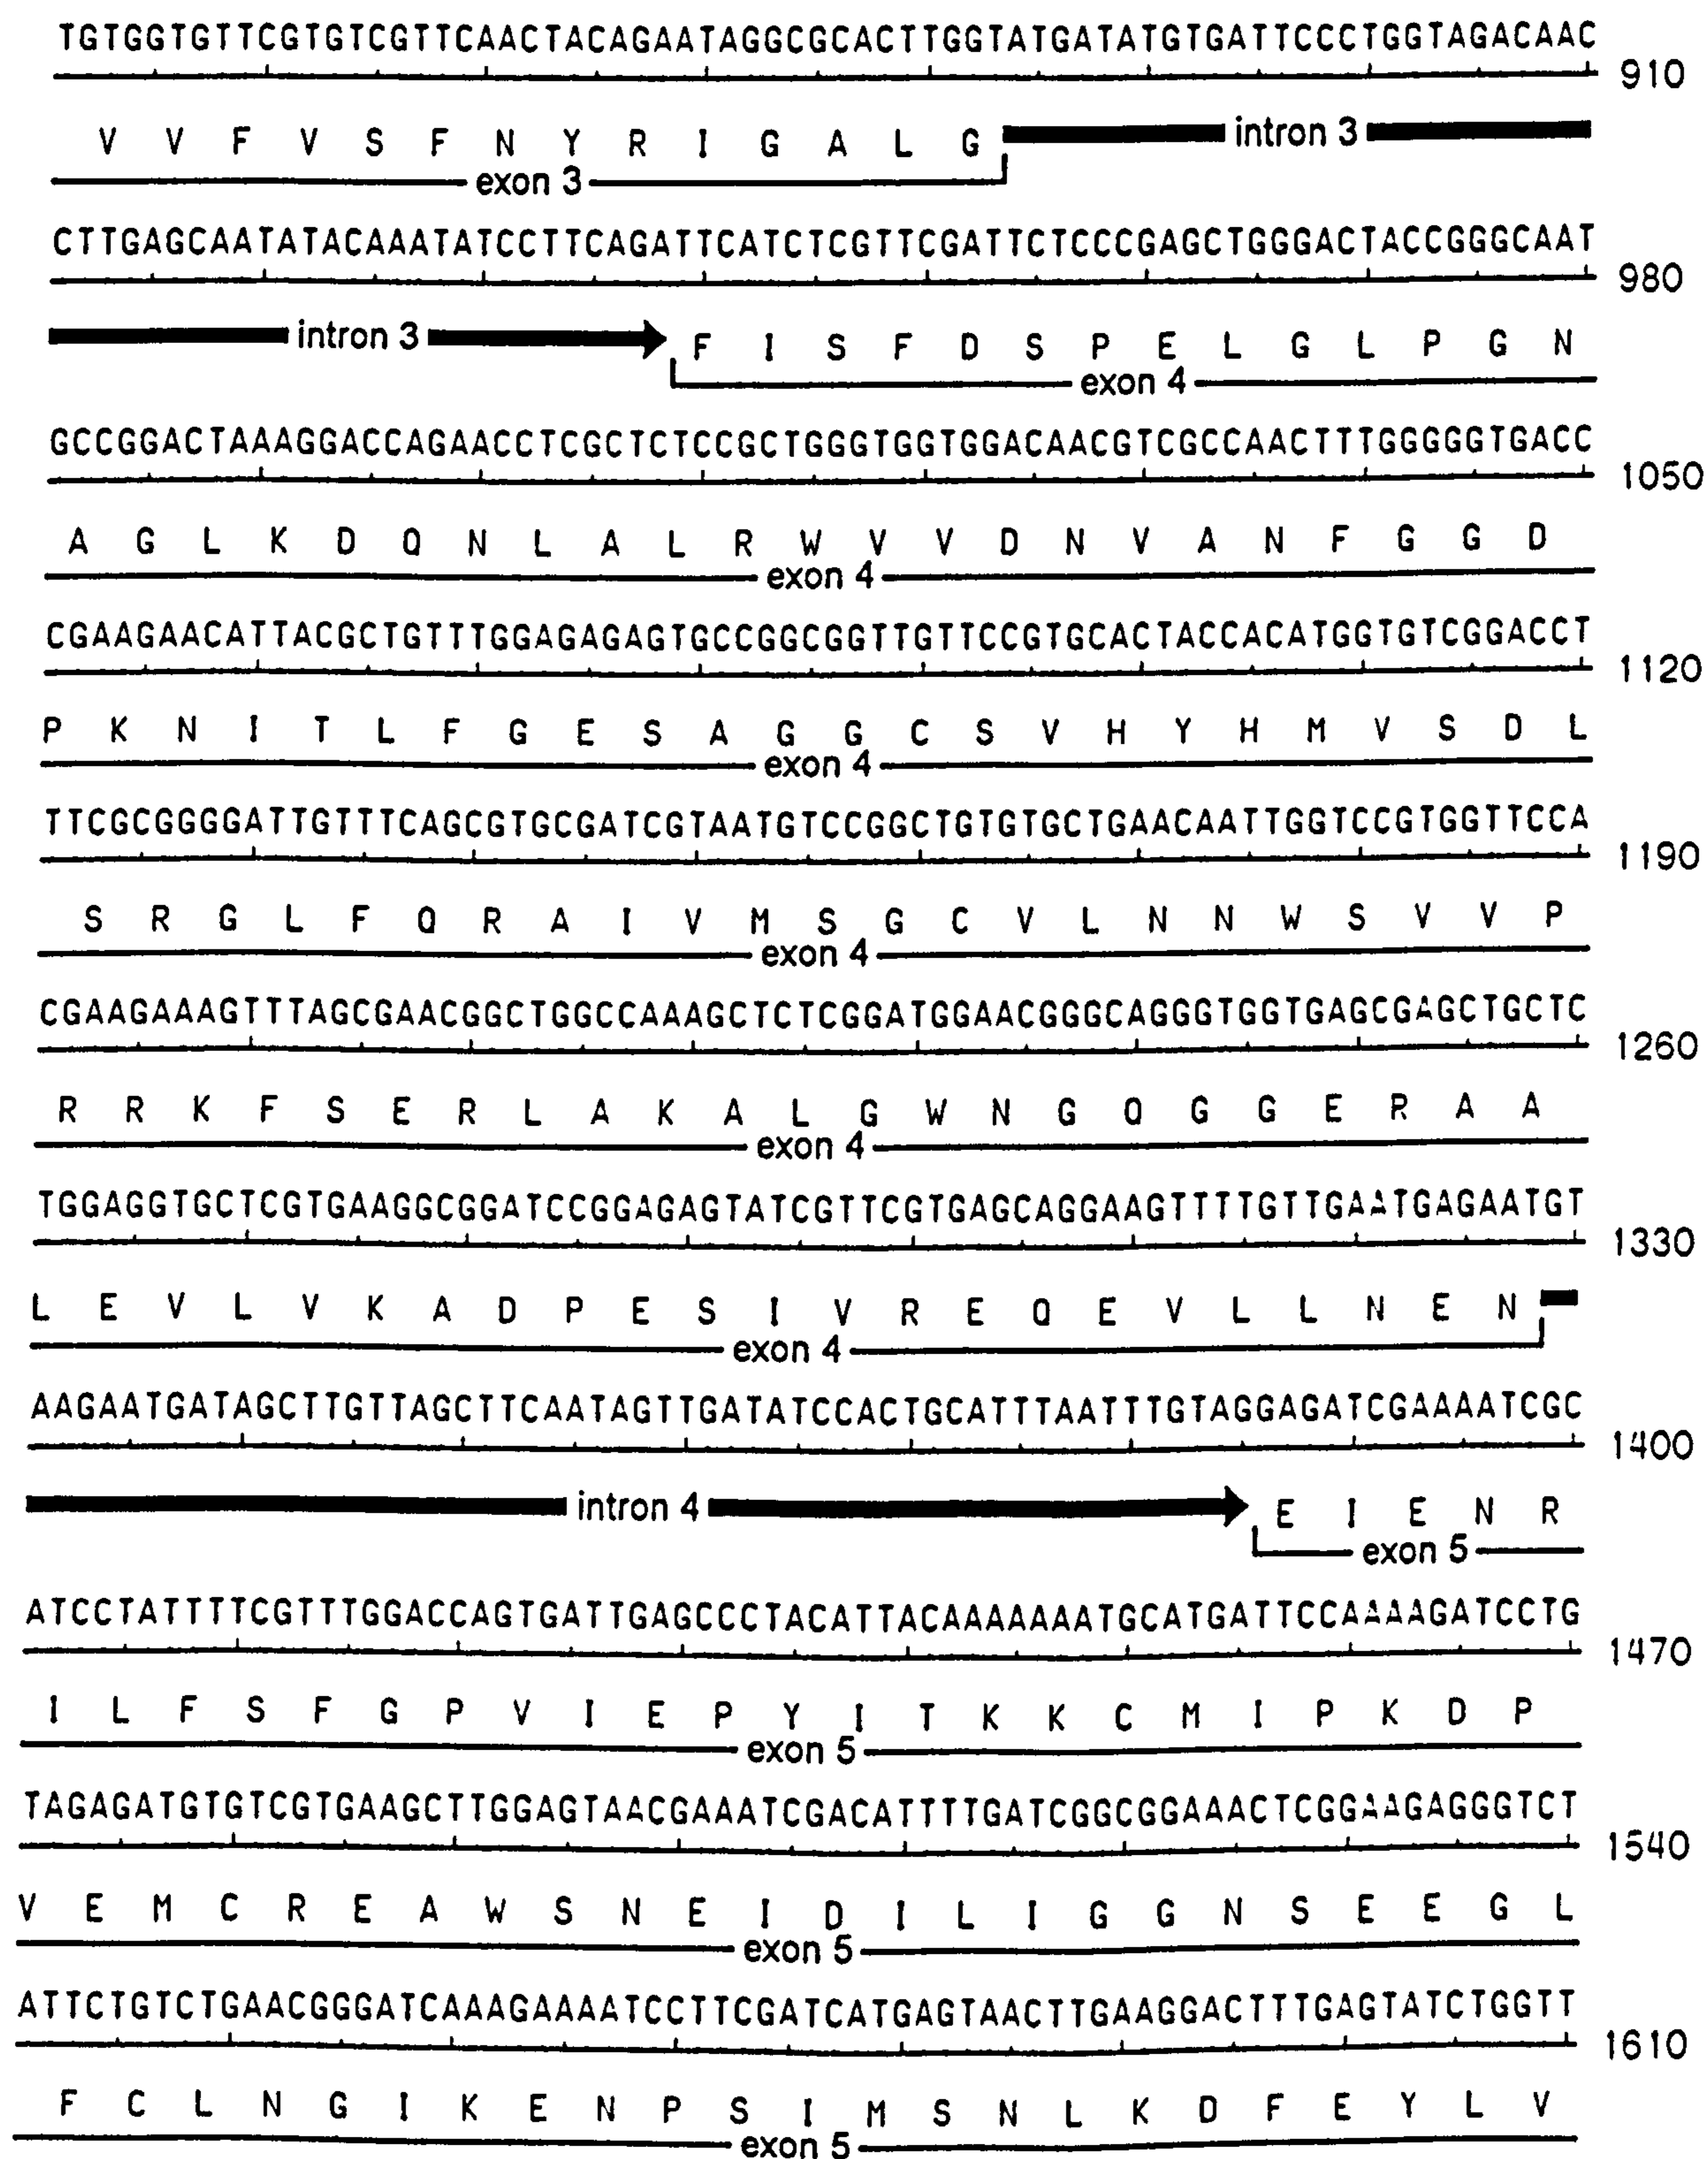 TGTGGTGTTCGTGTCGTTCAACTACAGAATAGGCGCACTTGGTATGATATGTGATTCCCTGGTAGACAAC
910
V V F V S F N Y R I G A L G intron 3
exon 3
CTTGAGCAATATACAAATATCCTTCAGATTCATCTCGTTCGATTCTCCCGAGCTGGGACTACCGGGCAAT
980
intron 3 F I S F D S P E L G L P G N
exon 4
GCCGGACTAAAGGACCAGAACCTCGCTCTCCGCTGGGTGGTGGACAACGTCGCCAACTTTGGGGGTGACC
1050
A G L K D Q N L A L R W V V D N V A N F G G D
exon 4
CGAAGAACATTACGCTGTTTGGAGAGAGTGCCGGCGGTTGTTCCGTGCACTACCACATGGTGTCGGACCT
1120
P K N I T L F G E S A G G C S V H Y H M V S D L
exon 4
TTCGCGGGGATTGTTTCAGCGTGCGATCGTAATGTCCGGCTGTGTGCTGAACAATTGGTCCGTGGTTCCA
1190
S R G L F Q R A I V M S G C V L N N W S V V P
exon 4
CGAAGAAAGTTTAGCGAACGGCTGGCCAAAGCTCTCGGATGGAACGGGCAGGGTGGTGAGCGAGCTGCTC
1260
R R K F S E R L A K A L G W N G Q G G E R A A
exon 4
TGGAGGTGCTCGTGAAGGCGGATCCGGAGAGTATCGTTCGTGAGCAGGAAGTTTTGTTGAATGAGAATGT
1330
L E V L V K A D P E S I V R E Q E V L L N E N
exon 4
AAGAATGATAGCTTGTTAGCTTCAATAGTTGATATCCACTGCATTTAATTTGTAGGAGATCGAAAATCGC
1400
intron 4 E I E N R
exon 5
ATCCTATTTTCGTTTGGACCAGTGATTGAGCCCTACATTACAAAAAAATGCATGATTCCAAAAGATCCTG
1470
I L F S F G P V I E P Y I T K K C M I P K D P
exon 5
TAGAGATGTGTCGTGAAGCTTGGAGTAACGAAATCGACATTTTGATCGGCGGAAACTCGGAAGAGGGTCT
1540
V E M C R E A W S N E I D I L I G G N S E E G L
exon 5
ATTCTGTCTGAACGGGATCAAAGAAAATCCTTCGATCATGAGTAACTTGAAGGACTTTGAGTATCTGGTT
1610
F C L N G I K E N P S I M S N L K D F E Y L V
exon 5